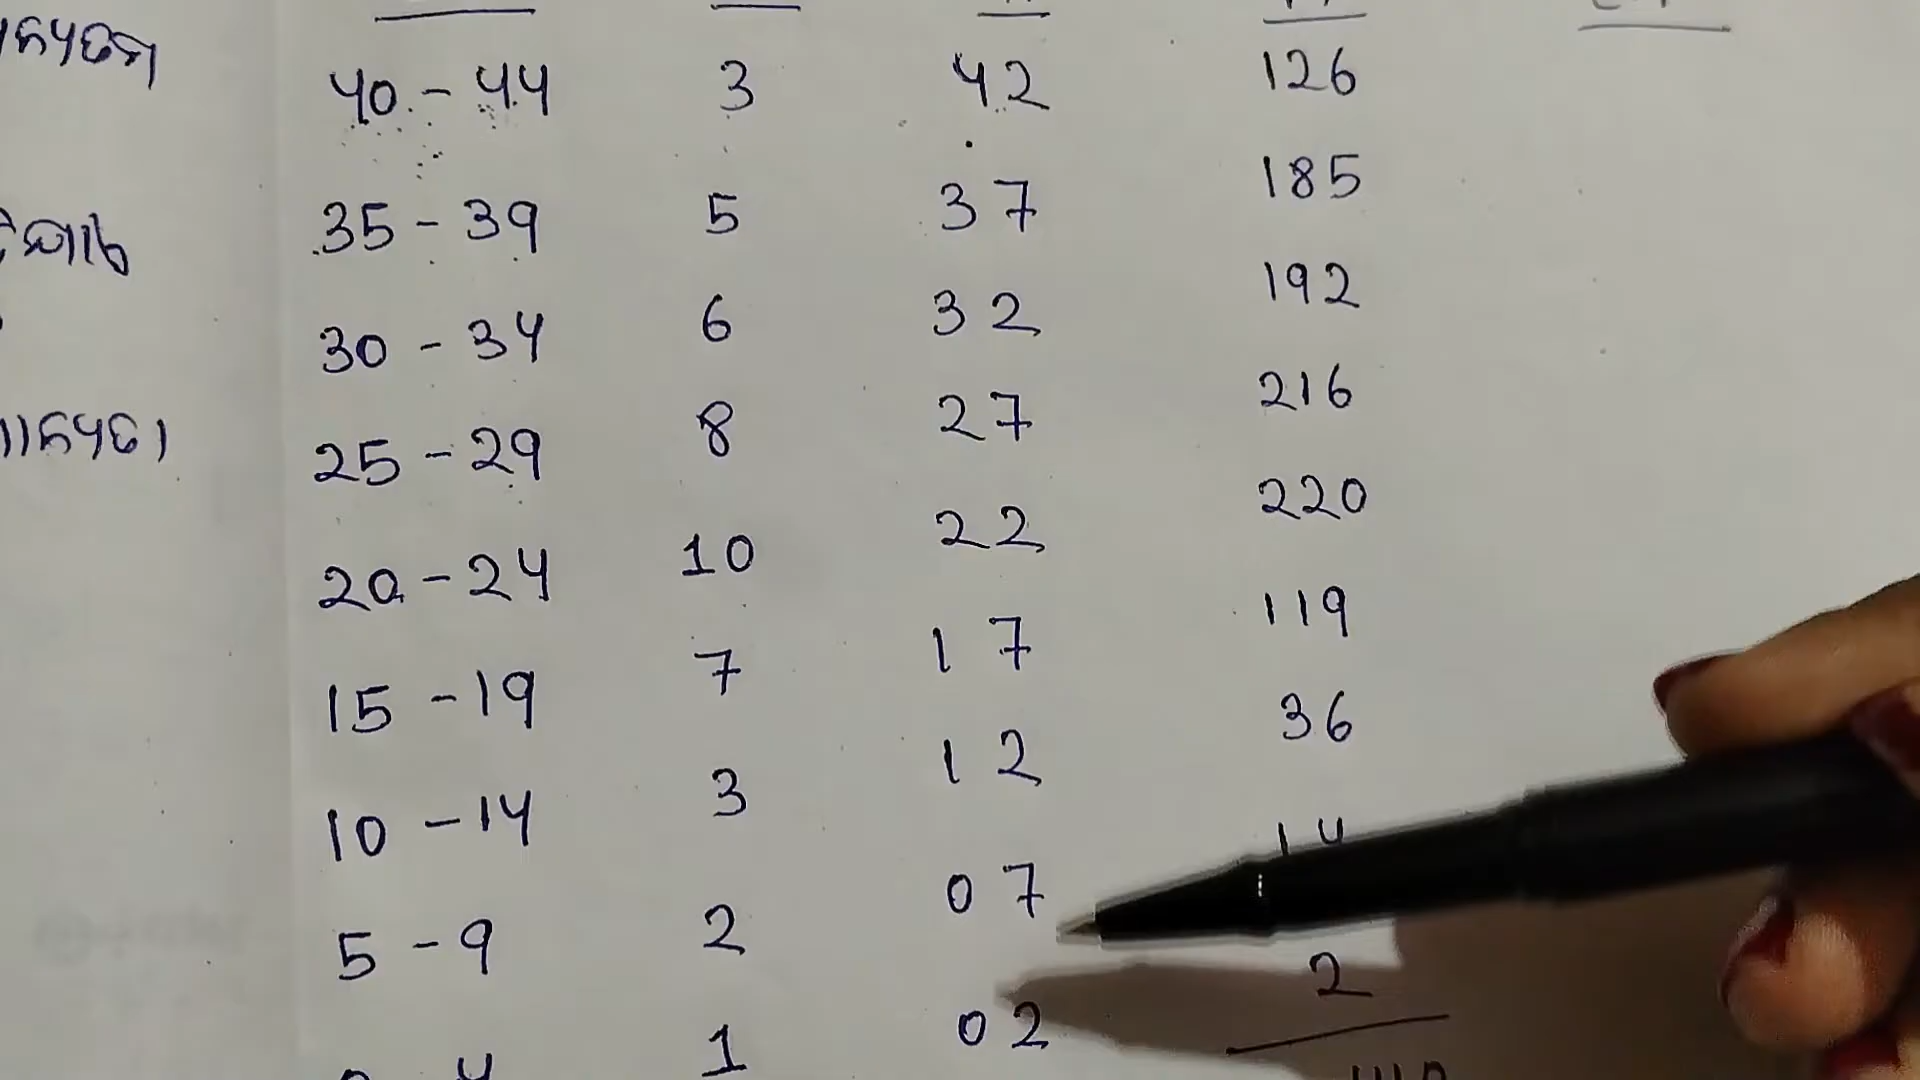 40 - 44 3 42 126
35 - 39 5 37 185
30 - 34 6 32 192
25 - 29 8 27 216
20 - 24 10 22 220
15 - 19 7 17 119
10 - 14 3 12 36
5 - 9 2 07 14
1 02 2